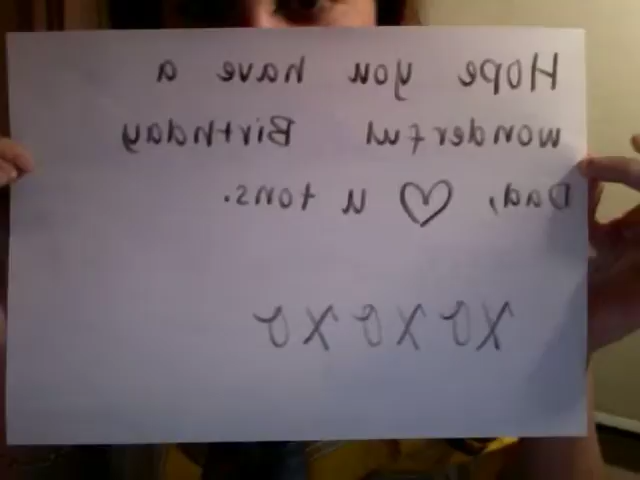 Hope you have a
wonderful Birthday
Dad, ♡ u tons.
XOXOXO